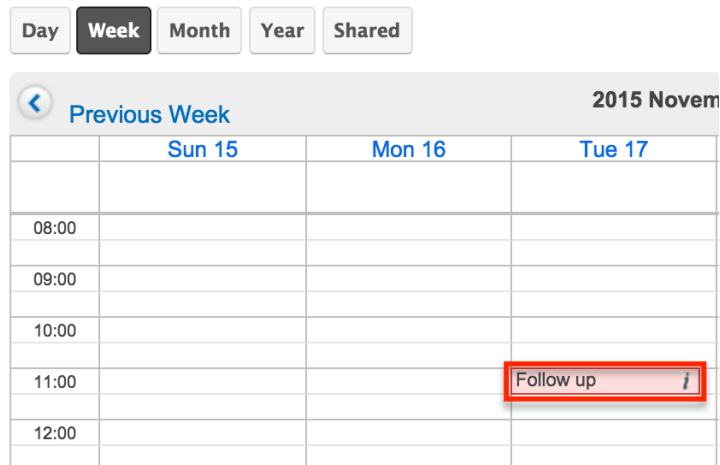 Day Week Month Year Shared
Previous Week
2015 Novem
Sun 15 Mon 16 Tue 17
08:00
09:00
10:00
11:00 Follow up i
12:00